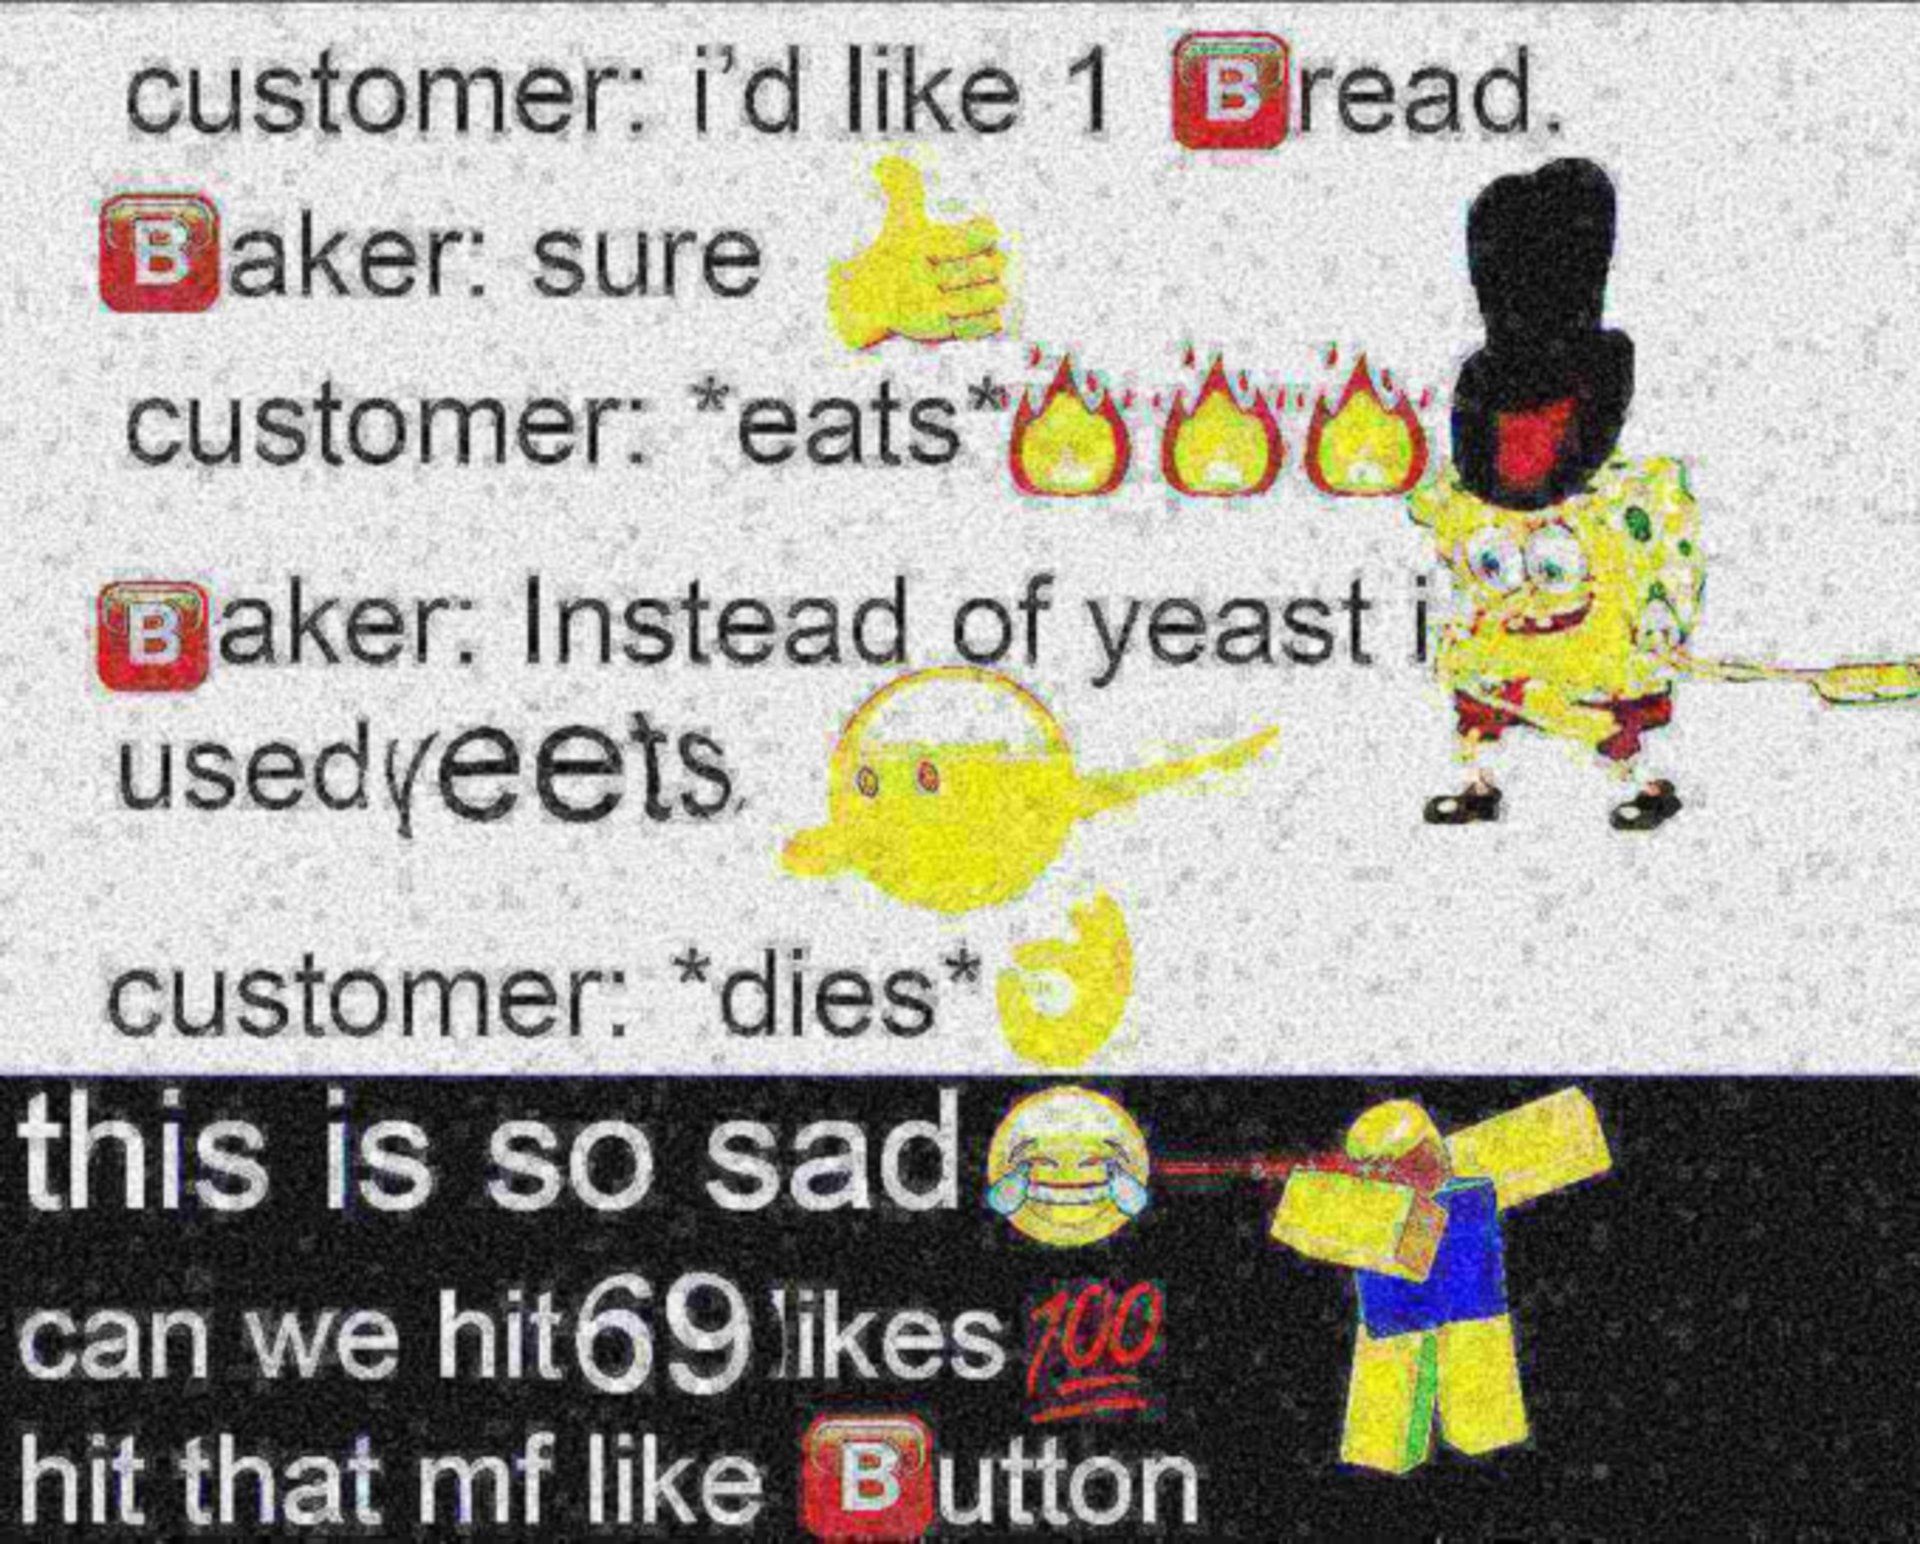 customer: i'd like 1 🅱read.
🅱aker: sure 👍
customer: *eats*🔥🔥🔥
🅱aker: Instead of yeast i
used yeets.
customer: *dies*👌
this is so sad😂
can we hit 69 likes 💯
hit that mf like 🅱utton